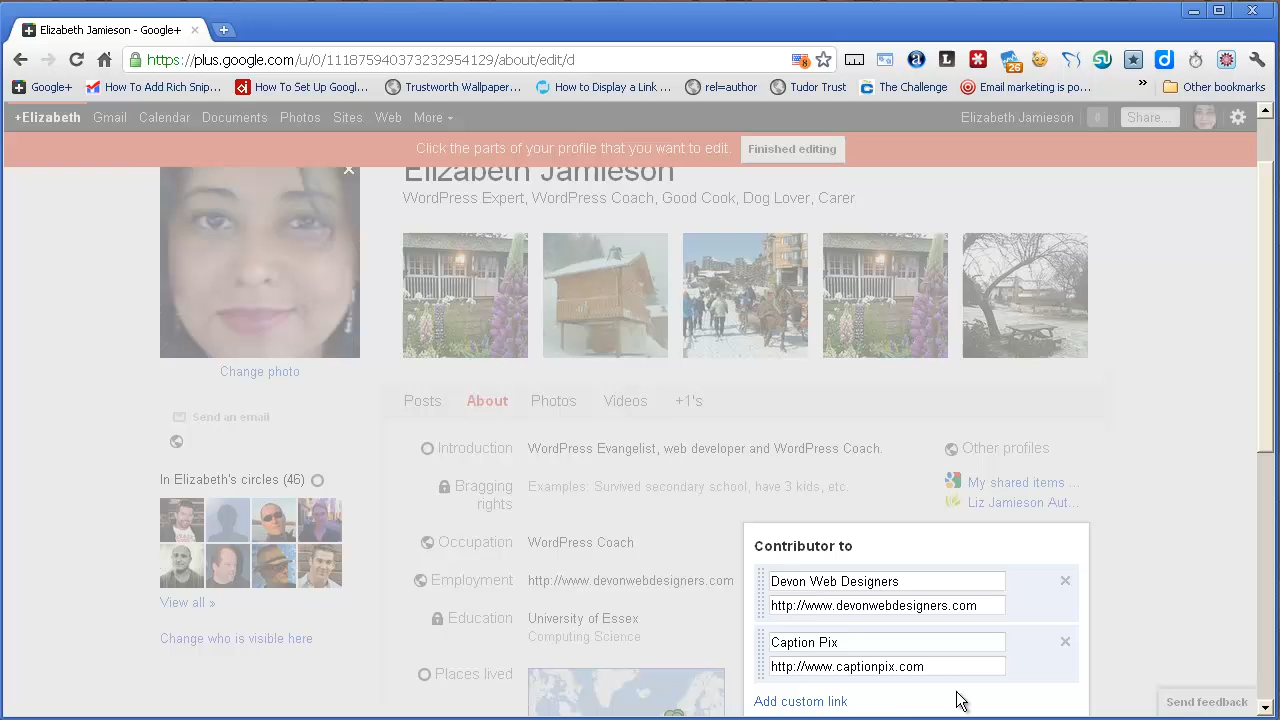 Elizabeth Jamieson - Google+
https://plus.google.com/u/0/111875940373232954129/about/edit/d
26
Google+ How To Add Rich Snip... How To Set Up Googl... Trustworth Wallpaper... How to Display a Link ... rel=author Tudor Trust The Challenge Email marketing is po... » Other bookmarks
+Elizabeth Gmail Calendar Documents Photos Sites Web More Elizabeth Jamieson 0 Share...
Click the parts of your profile that you want to edit. Finished editing
Elizabeth Jamieson
WordPress Expert, WordPress Coach, Good Cook, Dog Lover, Carer
Change photo
Send an email
In Elizabeth's circles (46)
View all »
Change who is visible here
Posts About Photos Videos +1's
Introduction WordPress Evangelist, web developer and WordPress Coach.
Bragging rights Examples: Survived secondary school, have 3 kids, etc.
Occupation WordPress Coach
Employment http://www.devonwebdesigners.com
Education University of Essex
Computing Science
Places lived
Other profiles
My shared items ...
Liz Jamieson Aut...
Contributor to
Devon Web Designers
http://www.devonwebdesigners.com
Caption Pix
http://www.captionpix.com
Add custom link
Send feedback